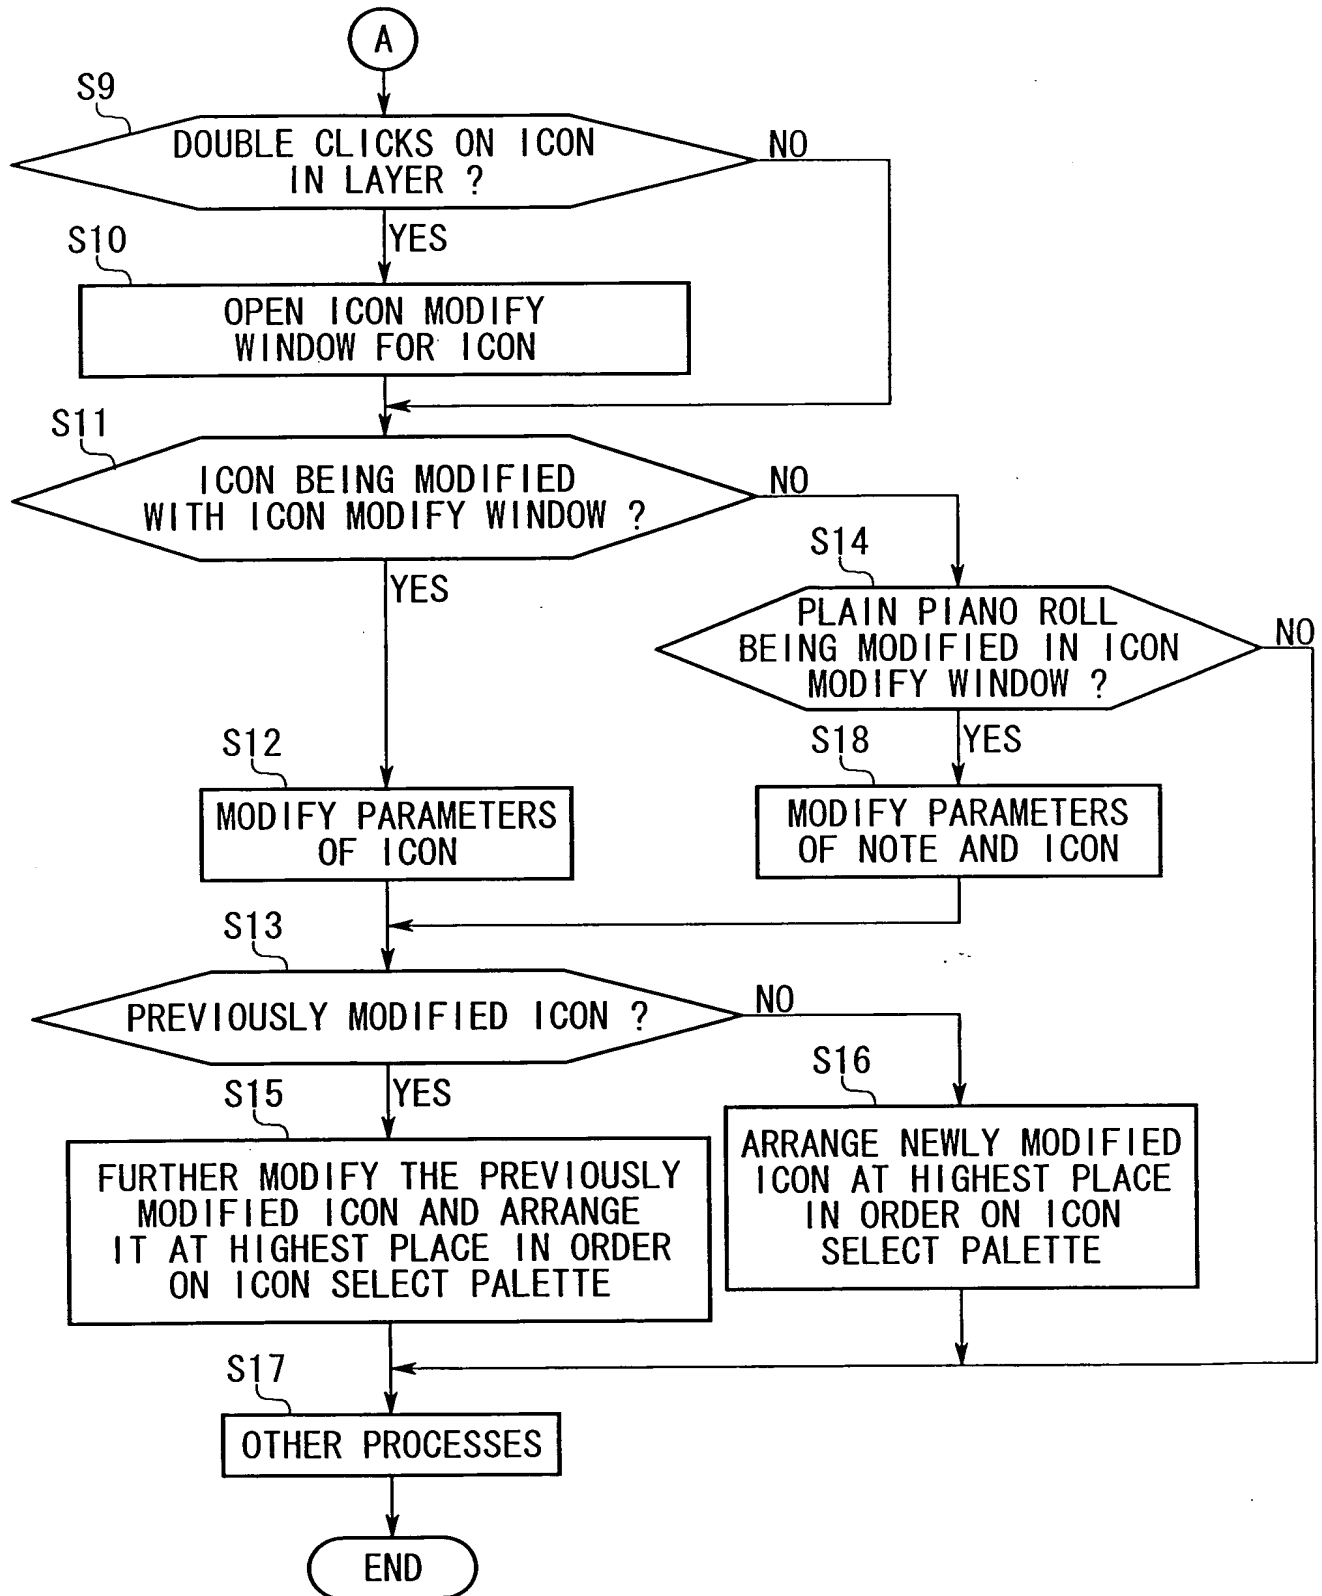 A
S9
DOUBLE CLICKS ON ICON
IN LAYER ?
NO
YES
S10
OPEN ICON MODIFY
WINDOW FOR ICON
S11
ICON BEING MODIFIED
WITH ICON MODIFY WINDOW ?
NO
YES
S14
PLAIN PIANO ROLL
BEING MODIFIED IN ICON
MODIFY WINDOW ?
NO
YES
S12
MODIFY PARAMETERS
OF ICON
S18
MODIFY PARAMETERS
OF NOTE AND ICON
S13
PREVIOUSLY MODIFIED ICON ?
NO
YES
S15
FURTHER MODIFY THE PREVIOUSLY
MODIFIED ICON AND ARRANGE
IT AT HIGHEST PLACE IN ORDER
ON ICON SELECT PALETTE
S16
ARRANGE NEWLY MODIFIED
ICON AT HIGHEST PLACE
IN ORDER ON ICON
SELECT PALETTE
S17
OTHER PROCESSES
END